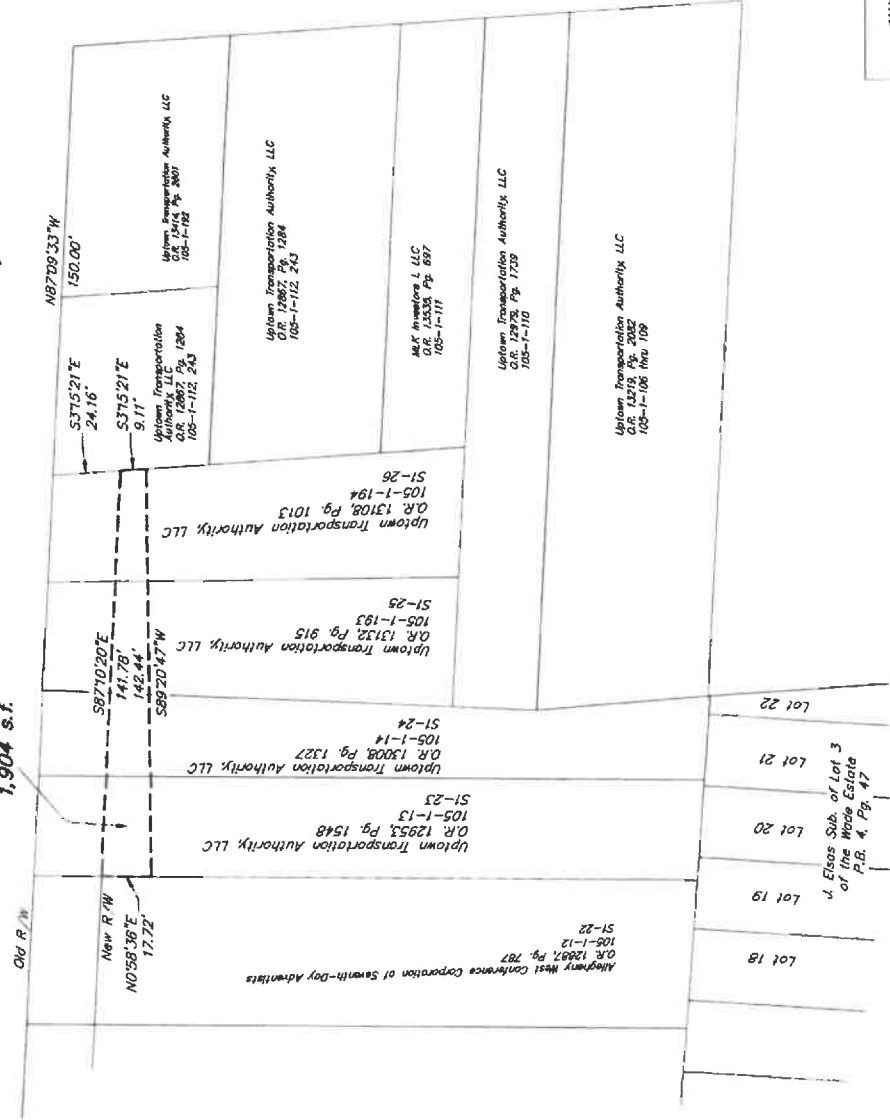 1,904 s.f.
Old R/W
New R/W
N0°58'36"E
17.72'
S87°10'20"E
141.78'
142.44'
S89°20'47"W
N87°09'33"W
150.00'
S3°15'21"E
24.16'
S3°15'21"E
9.11'
Uptown Transportation
Authority, LLC
O.R. 12867, Pg. 1284
105-1-112, 243
Uptown Transportation Authority, LLC
O.R. 13414, Pg. 2601
105-1-192
Uptown Transportation Authority, LLC
O.R. 12867, Pg. 1284
105-1-112, 243
MLK Investors I, LLC
O.R. 13535, Pg. 697
105-1-111
Uptown Transportation Authority, LLC
O.R. 12975, Pg. 1739
105-1-110
Uptown Transportation Authority, LLC
O.R. 13219, Pg. 2082
105-1-106 thru 109
Uptown Transportation Authority, LLC
O.R. 13108, Pg. 1013
105-1-194
S1-26
Uptown Transportation Authority, LLC
O.R. 13132, Pg. 915
105-1-193
S1-25
Uptown Transportation Authority, LLC
O.R. 13008, Pg. 1327
105-1-14
S1-24
Uptown Transportation Authority, LLC
O.R. 12953, Pg 1548
105-1-13
S1-23
Allegheny West Conference Corporation of Seventh-Day Adventists
O.R. 12887, Pg. 787
105-1-12
S1-22
Lot 22
Lot 21
Lot 20
Lot 19
Lot 18
J. Elsas Sub. of Lot 3
of the Wade Estate
P.B. 4, Pg. 47